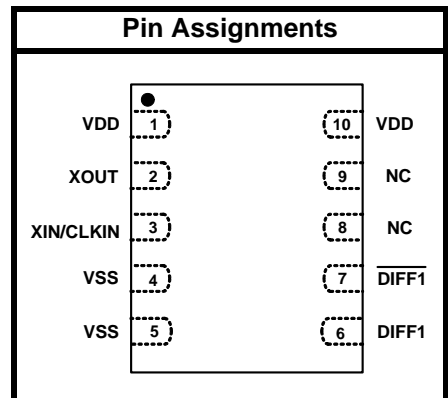 Pin Assignments
VDD 1 10 VDD
XOUT 2 9 NC
XIN/CLKIN 3 8 NC
VSS 4 7 DIFF1
VSS 5 6 DIFF1